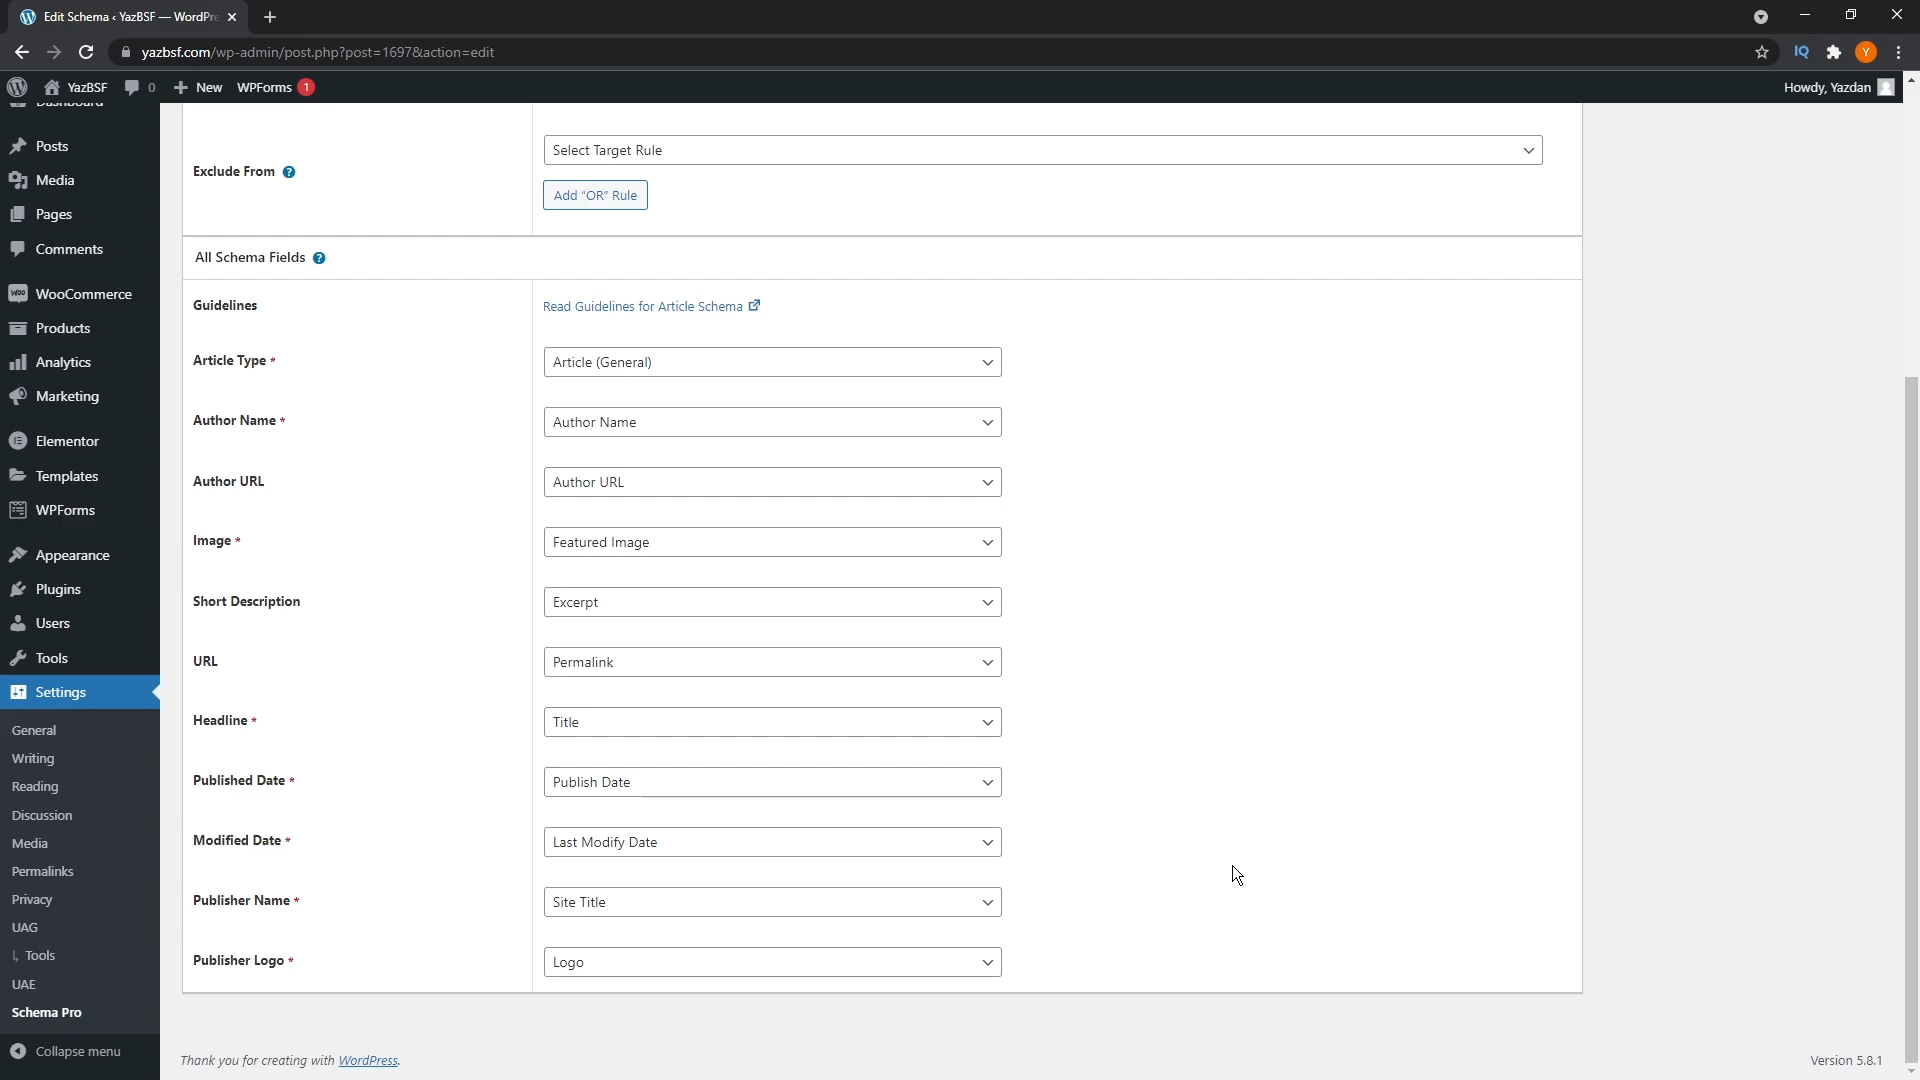 Edit Schema ‹ YazBSF — WordPre
yazbsf.com/wp-admin/post.php?post=1697&action=edit
IQ
Y
YazBSF
0
New
WPForms 1
Howdy, Yazdan
Dashboard
Posts
Media
Pages
Comments
WooCommerce
Products
Analytics
Marketing
Elementor
Templates
WPForms
Appearance
Plugins
Users
Tools
Settings
General
Writing
Reading
Discussion
Media
Permalinks
Privacy
UAG
Tools
UAE
Schema Pro
Collapse menu
Exclude From ?
Select Target Rule
Add “OR” Rule
All Schema Fields ?
Guidelines
Read Guidelines for Article Schema
Article Type *
Article (General)
Author Name *
Author Name
Author URL
Author URL
Image *
Featured Image
Short Description
Excerpt
URL
Permalink
Headline *
Title
Published Date *
Publish Date
Modified Date *
Last Modify Date
Publisher Name *
Site Title
Publisher Logo *
Logo
Thank you for creating with WordPress.
Version 5.8.1